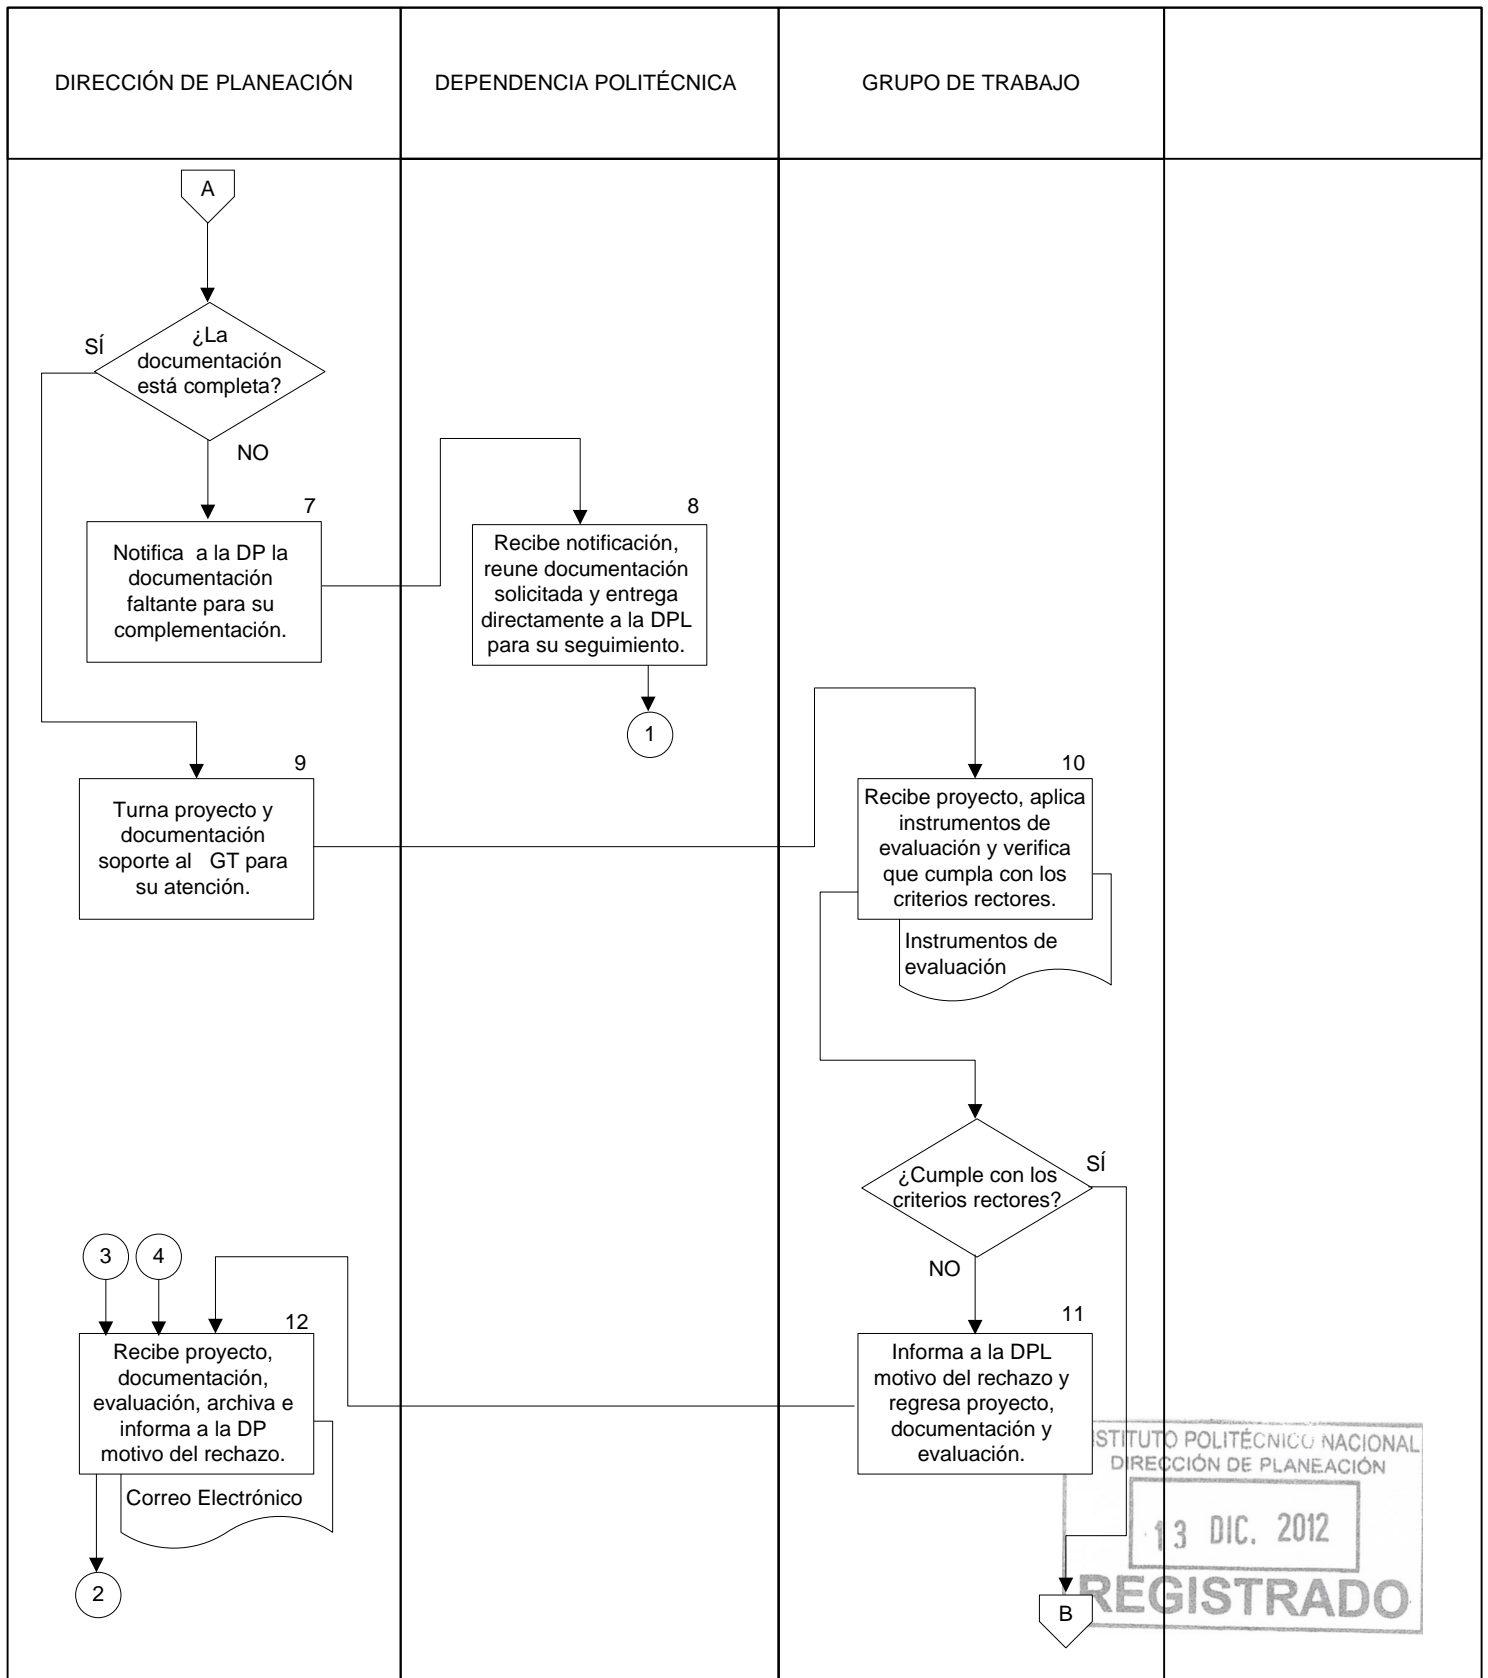 DIRECCIÓN DE PLANEACIÓN
DEPENDENCIA POLITÉCNICA
GRUPO DE TRABAJO
A
¿La
documentación
está completa?
SÍ
NO
7
Notifica a la DP la
documentación
faltante para su
complementación.
8
Recibe notificación,
reune documentación
solicitada y entrega
directamente a la DPL
para su seguimiento.
1
9
Turna proyecto y
documentación
soporte al GT para
su atención.
10
Recibe proyecto, aplica
instrumentos de
evaluación y verifica
que cumpla con los
criterios rectores.
Instrumentos de
evaluación
¿Cumple con los
criterios rectores?
SÍ
NO
11
Informa a la DPL
motivo del rechazo y
regresa proyecto,
documentación y
evaluación.
3
4
12
Recibe proyecto,
documentación,
evaluación, archiva e
informa a la DP
motivo del rechazo.
Correo Electrónico
2
B
NSTITUTO POLITÉCNICO NACIONAL
DIRECCIÓN DE PLANEACIÓN
13 DIC. 2012
REGISTRADO